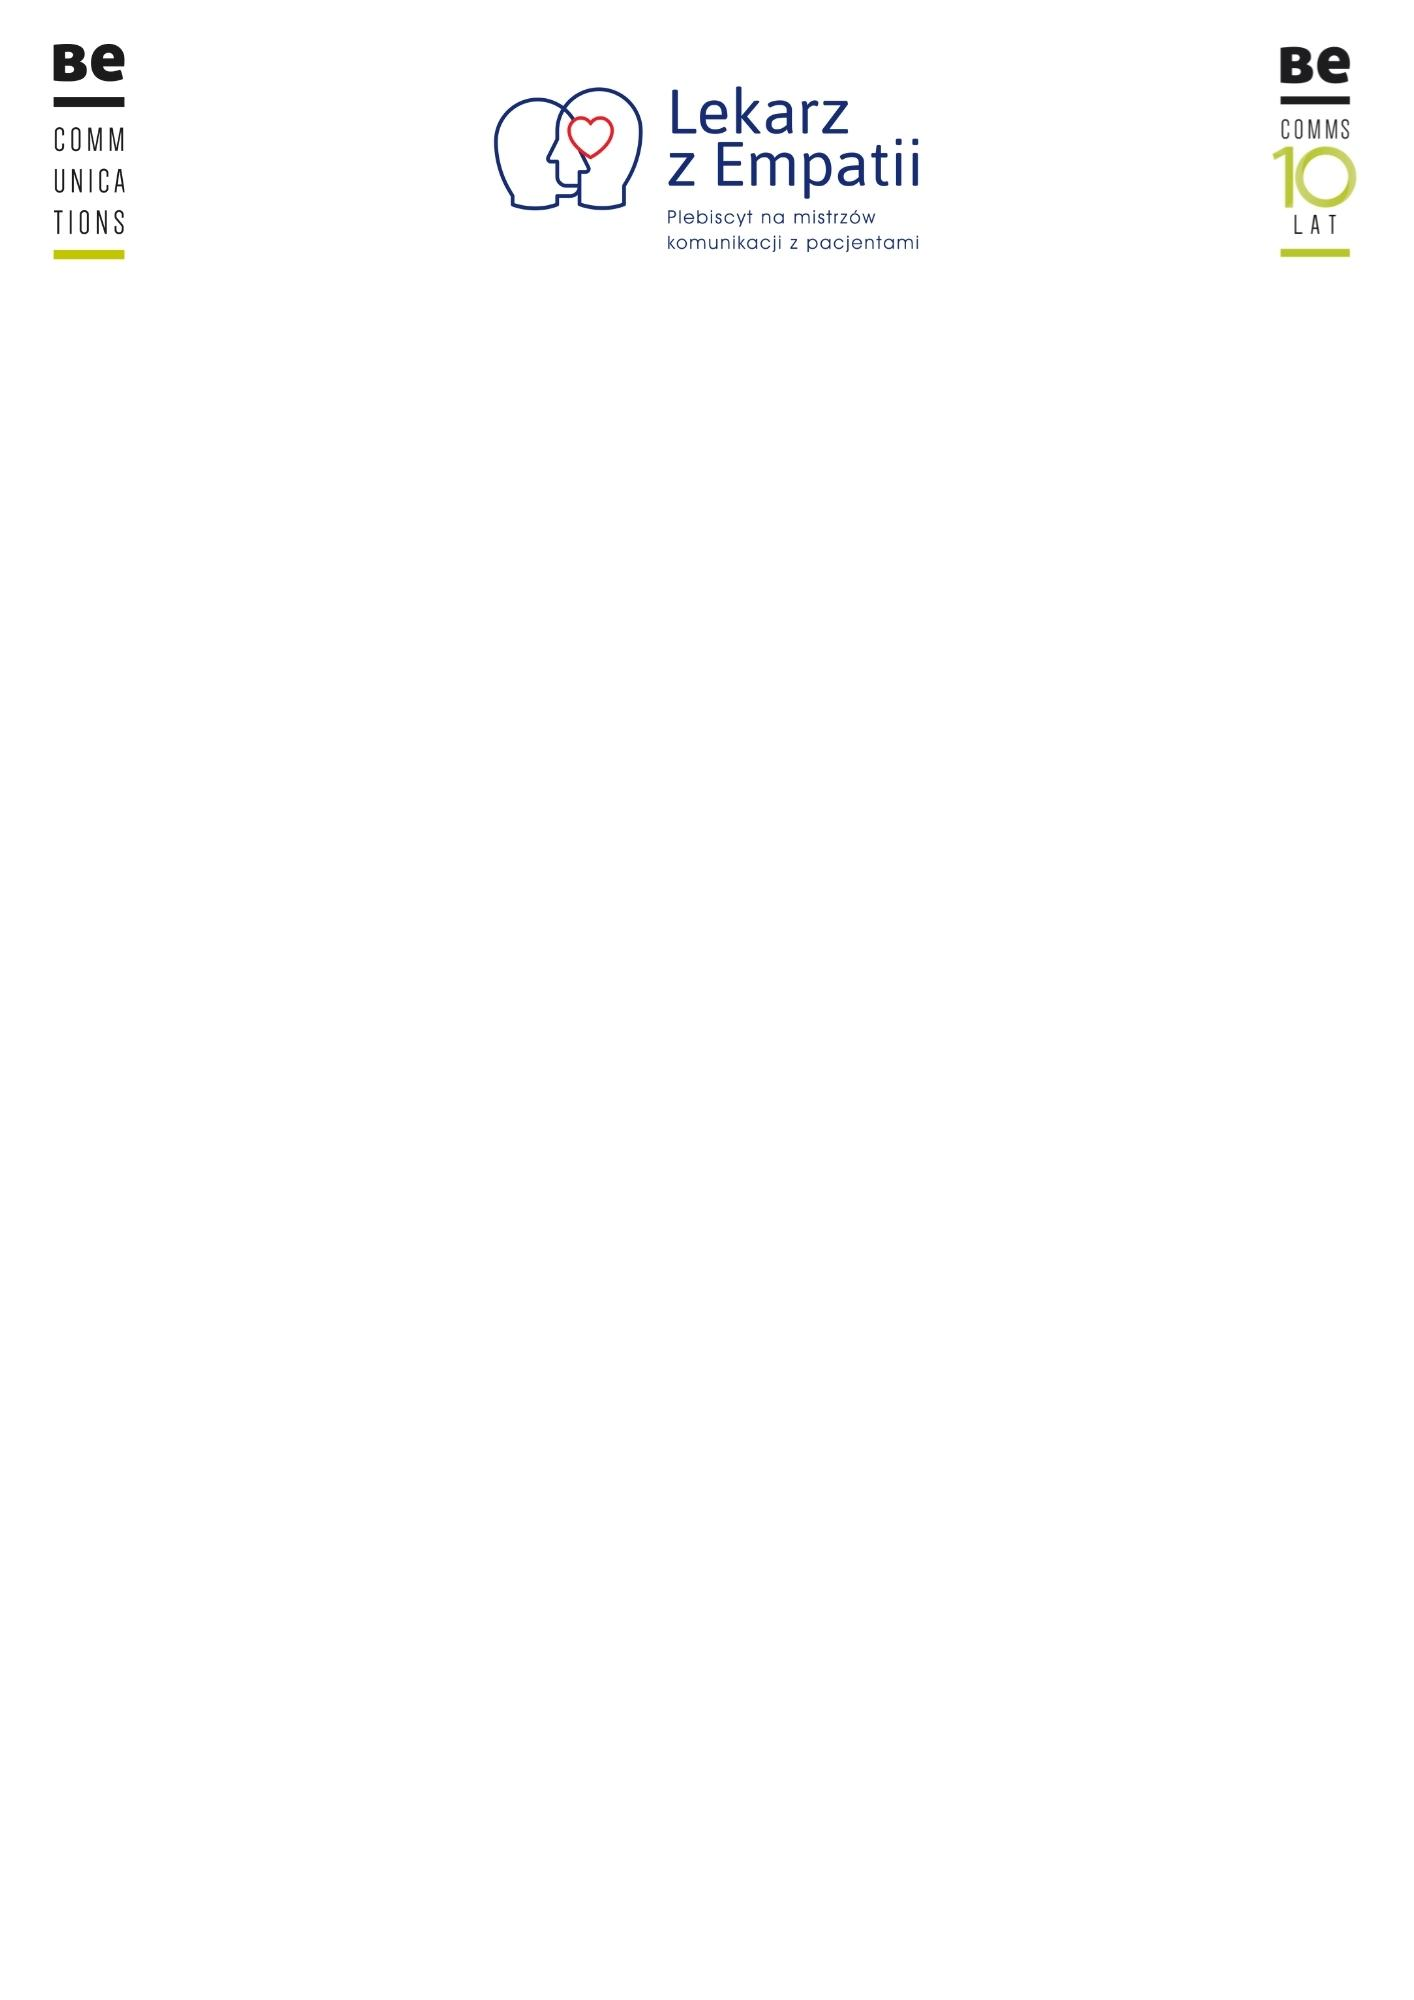 Be
COMM
UNICA
TIONS
Lekarz
z Empatii
Plebiscyt na mistrzów
komunikacji z pacjentami
Be
COMMS
10
LAT